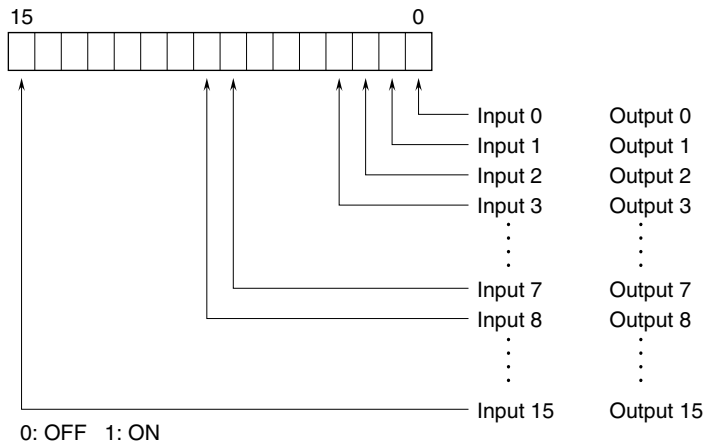 15 0
Input 0 Output 0
Input 1 Output 1
Input 2 Output 2
Input 3 Output 3
Input 7 Output 7
Input 8 Output 8
Input 15 Output 15
0: OFF 1: ON